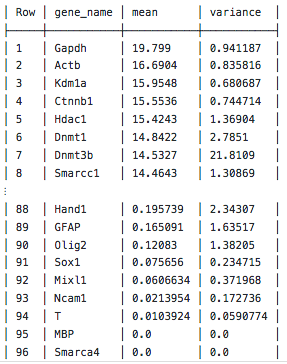 Row gene_name mean variance
1 Gapdh 19.799 0.941187
2 Actb 16.6904 0.835816
3 Kdm1a 15.9548 0.680687
4 Ctnnb1 15.5536 0.744714
5 Hdac1 15.4243 1.36904
6 Dnmt1 14.8422 2.7851
7 Dnmt3b 14.5327 21.8109
8 Smarcc1 14.4643 1.30869
⋮
88 Hand1 0.195739 2.34307
89 GFAP 0.165091 1.63517
90 Olig2 0.12083 1.38205
91 Sox1 0.075656 0.234715
92 Mixl1 0.0606634 0.371968
93 Ncam1 0.0213954 0.172736
94 T 0.0103924 0.0590774
95 MBP 0.0 0.0
96 Smarca4 0.0 0.0